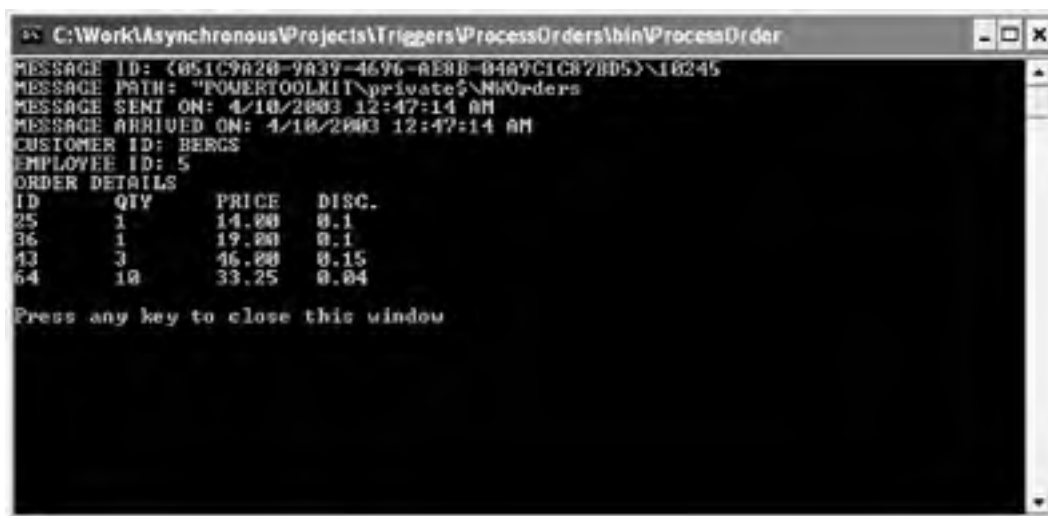 C:\Work\Asynchronous\Projects\Triggers\ProcessOrders\bin\ProcessOrder
MESSAGE ID: {051C9A20-9A39-4696-AE8B-04A9C1C87BD5}\10245
MESSAGE PATH: "POWERTOOLKIT\private$\NWOrders
MESSAGE SENT ON: 4/10/2003 12:47:14 AM
MESSAGE ARRIVED ON: 4/10/2003 12:47:14 AM
CUSTOMER ID: BERGS
EMPLOYEE ID: 5
ORDER DETAILS
ID QTY PRICE DISC.
25 1 14.00 0.1
36 1 19.00 0.1
43 3 46.00 0.15
64 10 33.25 0.04
Press any key to close this window